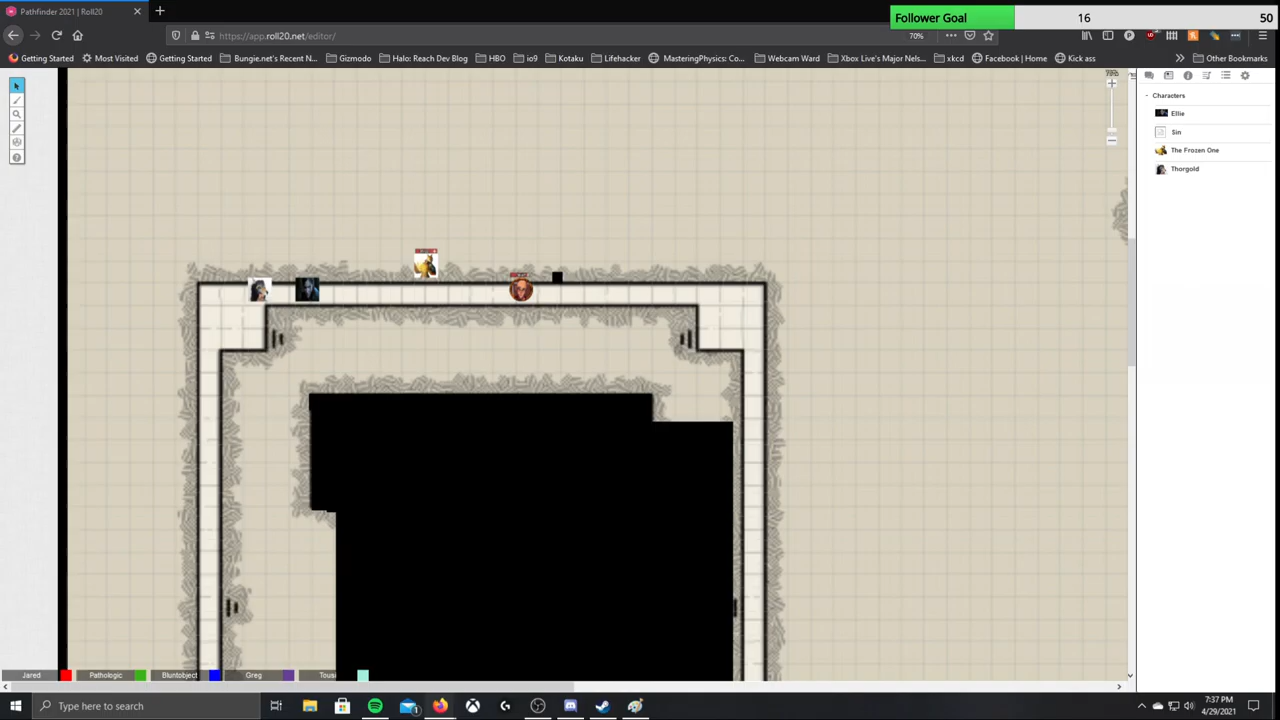 Pathfinder 2021 | Roll20
Follower Goal
16
50
https://app.roll20.net/editor/
70%
Getting Started
Most Visited
Getting Started
Bungie.net's Recent N...
Gizmodo
Halo: Reach Dev Blog
HBO
io9
Kotaku
Lifehacker
MasteringPhysics: Co...
Webcam Ward
Xbox Live's Major Nels...
xkcd
Facebook | Home
Kick ass
Other Bookmarks
70%
Characters
Ellie
Sin
The Frozen One
Thorgold
Jared
Pathologic
Bluntobject
Greg
Type here to search
7:37 PM
4/29/2021